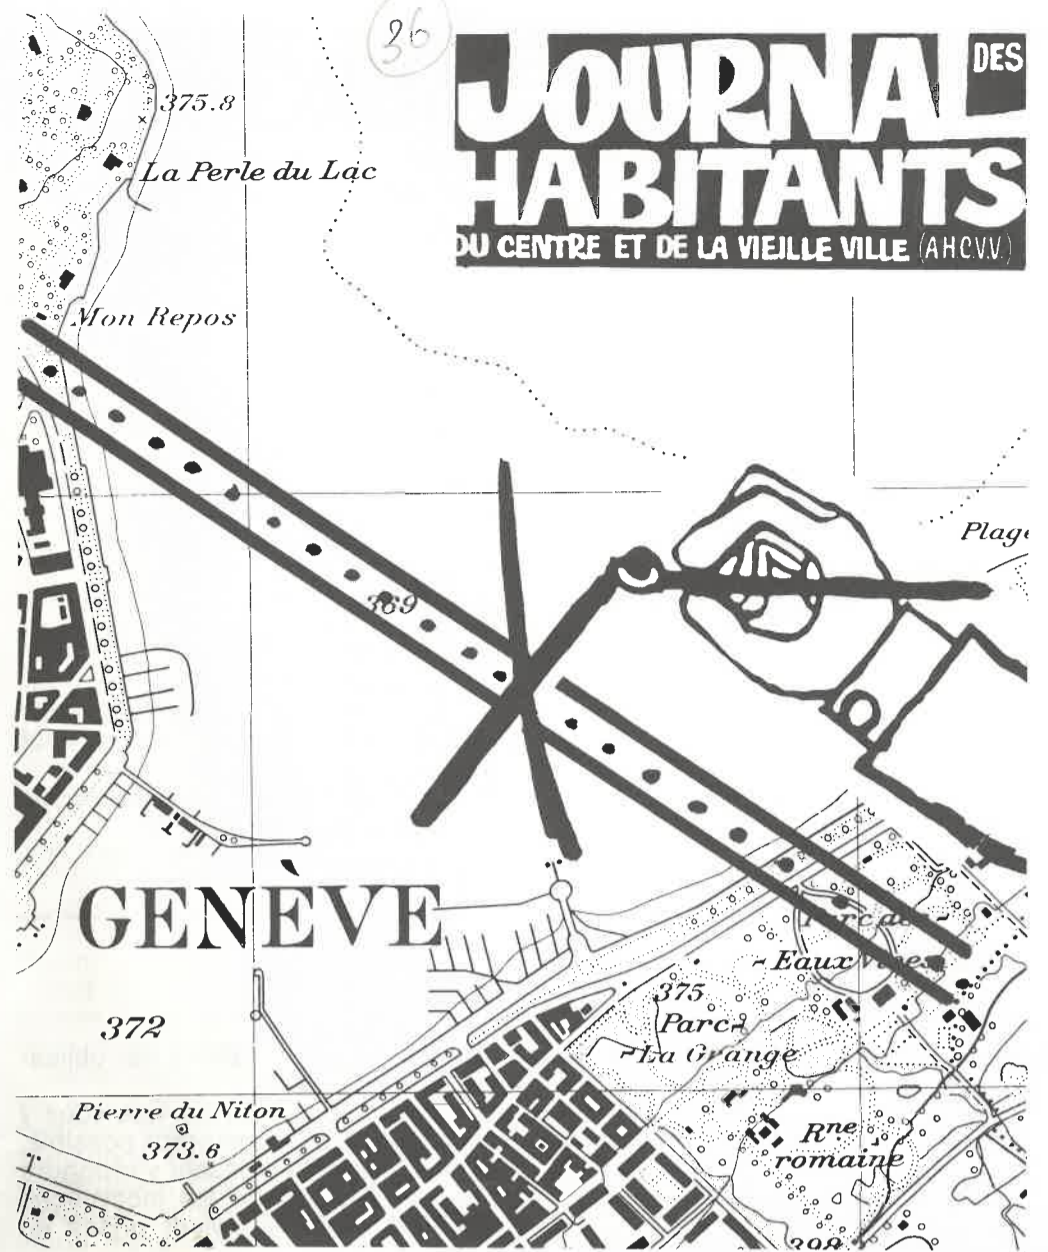 36
JOURNAL DES
HABITANTS
DU CENTRE ET DE LA VIEILLE VILLE (A.H.C.V.V.)
375.8
La Perle du Lac
Mon Repos
Plage
369
GENÈVE
Parc des
Eaux Vives
375
Parc
La Grange
372
Pierre du Niton
373.6
Rne
romaine
398